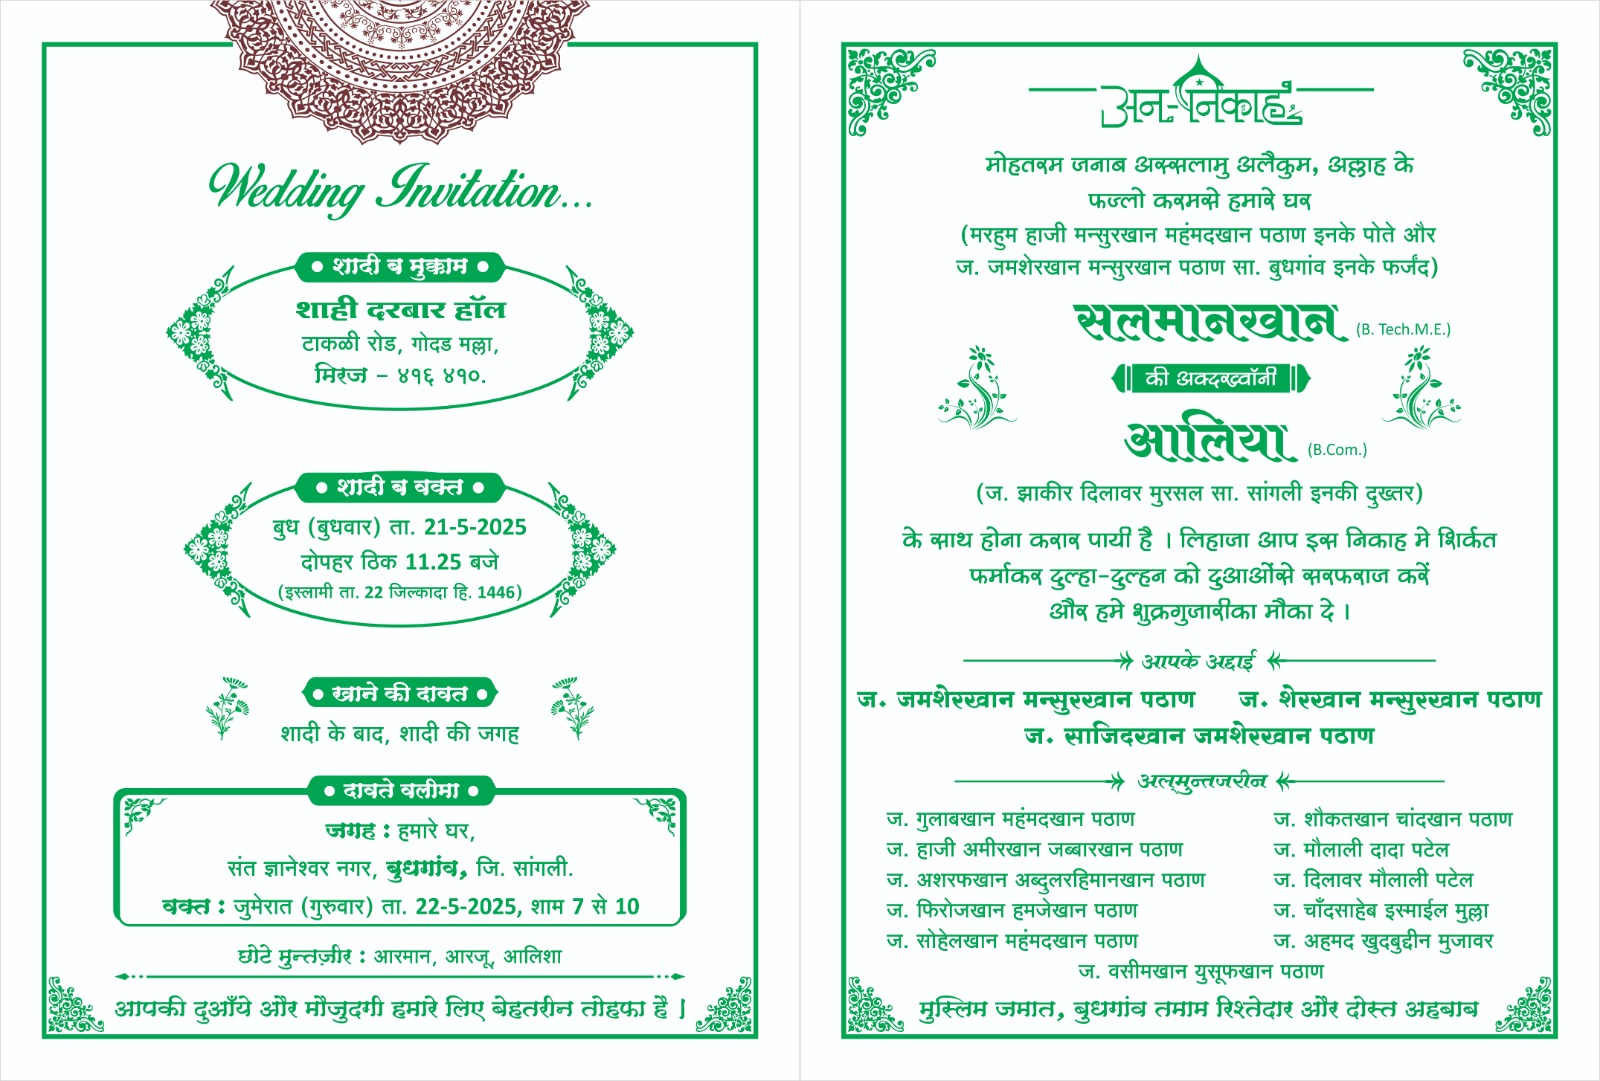 Wedding Invitation...
शादी ब मुक्काम
शाही दरबार हॉल
टाकळी रोड, गोदड मल्ला,
मिरज – ४१६ ४१०.
शादी ब वक्त
बुध (बुधवार) ता. 21-5-2025
दोपहर ठिक 11.25 बजे
(इस्लामी ता. 22 जिल्कादा हि. 1446)
खाने की दावत
शादी के बाद, शादी की जगह
दावते वलीमा
जगह : हमारे घर,
संत ज्ञानेश्वर नगर, बुधगांव, जि. सांगली.
वक्त : जुमेरात (गुरुवार) ता. 22-5-2025, शाम 7 से 10
छोटे मुन्तज़ीर : आरमान, आरजू, आलिशा
आपकी दुआँये और मौजुदगी हमारे लिए बेहतरीन तोहफा है |
अन-निकाह
मोहतरम जनाब अस्सलामु अलैकुम, अल्लाह के
फज्लो करमसे हमारे घर
(मरहुम हाजी मन्सुरखान महंमदखान पठाण इनके पोते और
ज. जमशेरखान मन्सुरखान पठाण सा. बुधगांव इनके फर्जंद)
सलमानखान (B. Tech.M.E.)
की अक्दख्वॉनी
आलिया (B.Com.)
(ज. झाकीर दिलावर मुरसल सा. सांगली इनकी दुख्तर)
के साथ होना करार पायी है । लिहाजा आप इस निकाह मे शिर्कत
फर्माकर दुल्हा-दुल्हन को दुआओंसे सरफराज करें
और हमे शुक्रगुजारीका मौका दे ।
आपके अद्दाई
ज. जमशेरखान मन्सुरखान पठाण ज. शेरखान मन्सुरखान पठाण
ज. साजिदखान जमशेरखान पठाण
अल्मुन्तजरीन
ज. गुलाबखान महंमदखान पठाण ज. शौकतखान चांदखान पठाण
ज. हाजी अमीरखान जब्बारखान पठाण ज. मौलाली दादा पटेल
ज. अशरफखान अब्दुलरहिमानखान पठाण ज. दिलावर मौलाली पटेल
ज. फिरोजखान हमजेखान पठाण ज. चाँदसाहेब इस्माईल मुल्ला
ज. सोहेलखान महंमदखान पठाण ज. अहमद खुदबुद्दीन मुजावर
ज. वसीमखान युसूफखान पठाण
मुस्लिम जमात, बुधगांव तमाम रिश्तेदार और दोस्त अहबाब